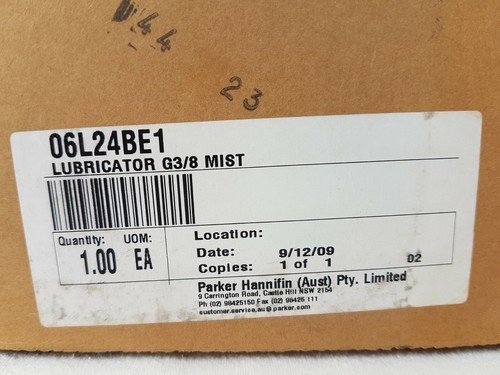 44
23
06L24BE1
LUBRICATOR G3/8 MIST
Quantity: UOM:
1.00 EA
Location:
Date: 9/12/09
Copies: 1 of 1 02
Parker Hannifin (Aust) Pty. Limited
9 Carrington Road, Castle Hill NSW 2154
Ph (02) 98425150 Fax (02) 98425 111
customer.service.au@parker.com